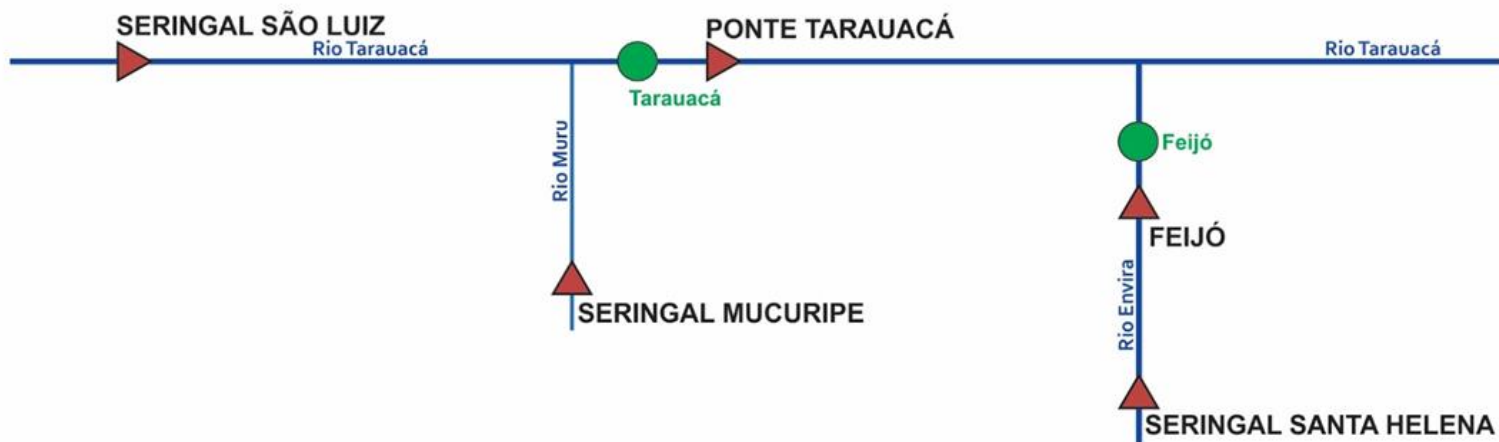 SERINGAL SÃO LUIZ
Rio Tarauacá
PONTE TARAUACÁ
Rio Tarauacá
Tarauacá
Rio Muru
Feijó
FEIJÓ
Rio Envira
SERINGAL MUCURIPE
SERINGAL SANTA HELENA